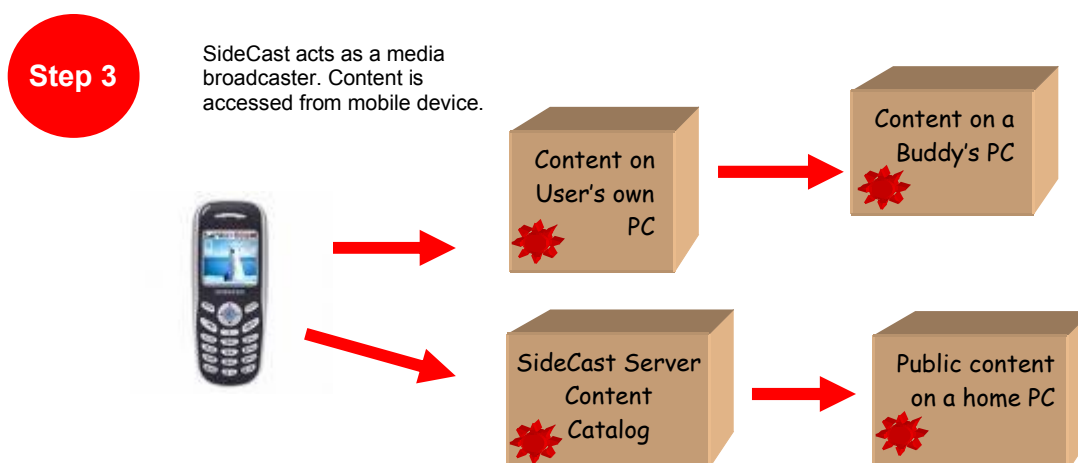 Step 3
SideCast acts as a media
broadcaster. Content is
accessed from mobile device.
Content on
User's own
PC
Content on a
Buddy's PC
SideCast Server
Content
Catalog
Public content
on a home PC